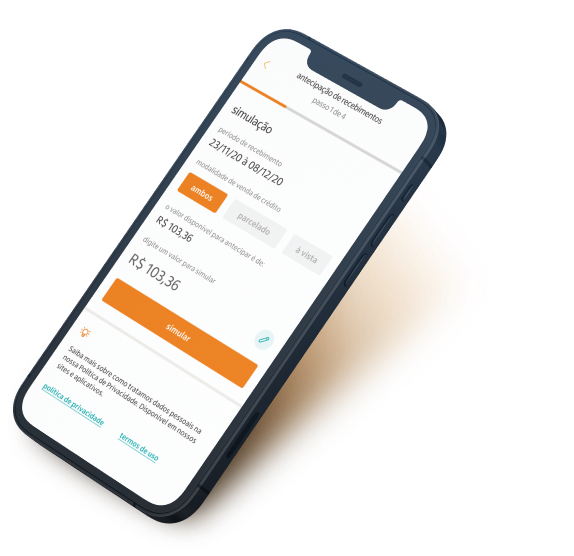 antecipação de recebimentos
passo 1 de 4
simulação
período de recebimento
23/11/20 à 08/12/20
modalidade de venda de crédito
ambos
parcelado
à vista
o valor disponível para antecipar é de:
R$ 103,36
digite um valor para simular
R$ 103,36
simular
Saiba mais sobre como tratamos dados pessoais na
nossa Política de Privacidade. Disponível em nossos
sites e aplicativos.
política de privacidade
termos de uso